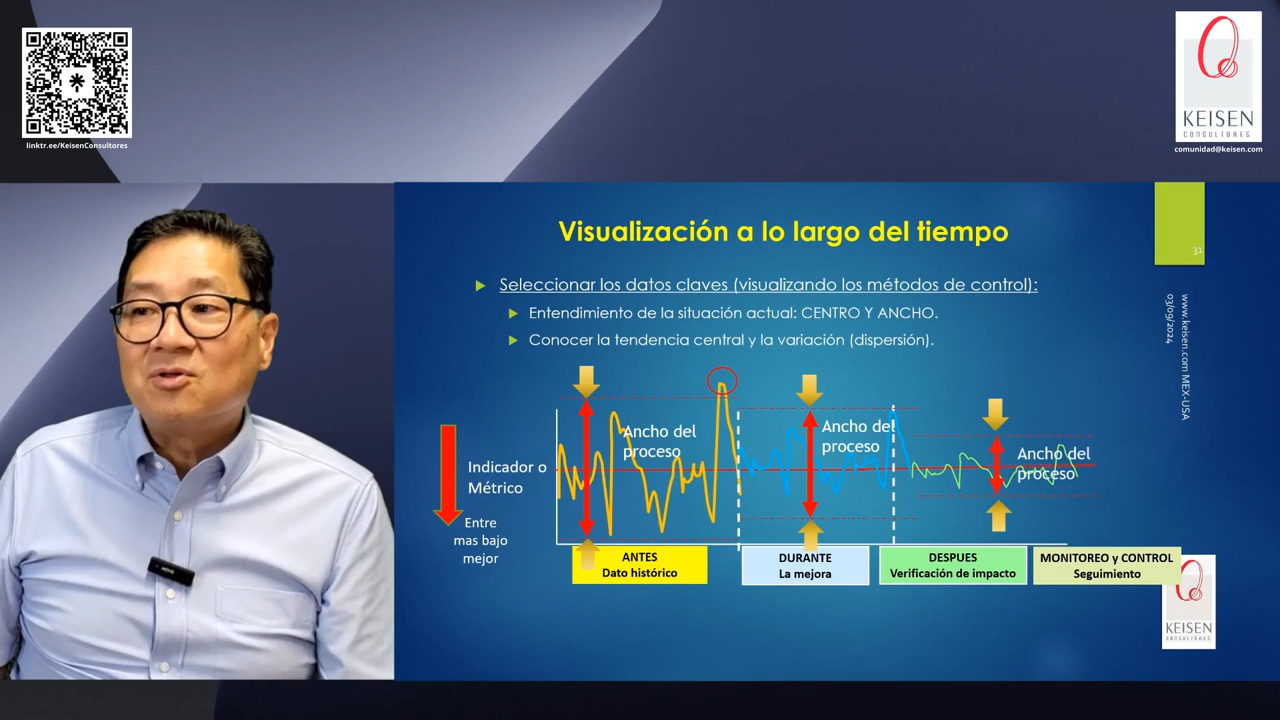 linktr.ee/KeisenConsultores
KEISEN
CONSULTORES
comunidad@keisen.com
Visualización a lo largo del tiempo
31
Seleccionar los datos claves (visualizando los métodos de control):
Entendimiento de la situación actual: CENTRO Y ANCHO.
Conocer la tendencia central y la variación (dispersión).
www.keisen.com MEX-USA
03/09/2024
Indicador o
Métrico
Entre
mas bajo
mejor
Ancho del
proceso
Ancho del
proceso
Ancho del
proceso
ANTES
Dato histórico
DURANTE
La mejora
DESPUES
Verificación de impacto
MONITOREO y CONTROL
Seguimiento
KEISEN
CONSULTORES